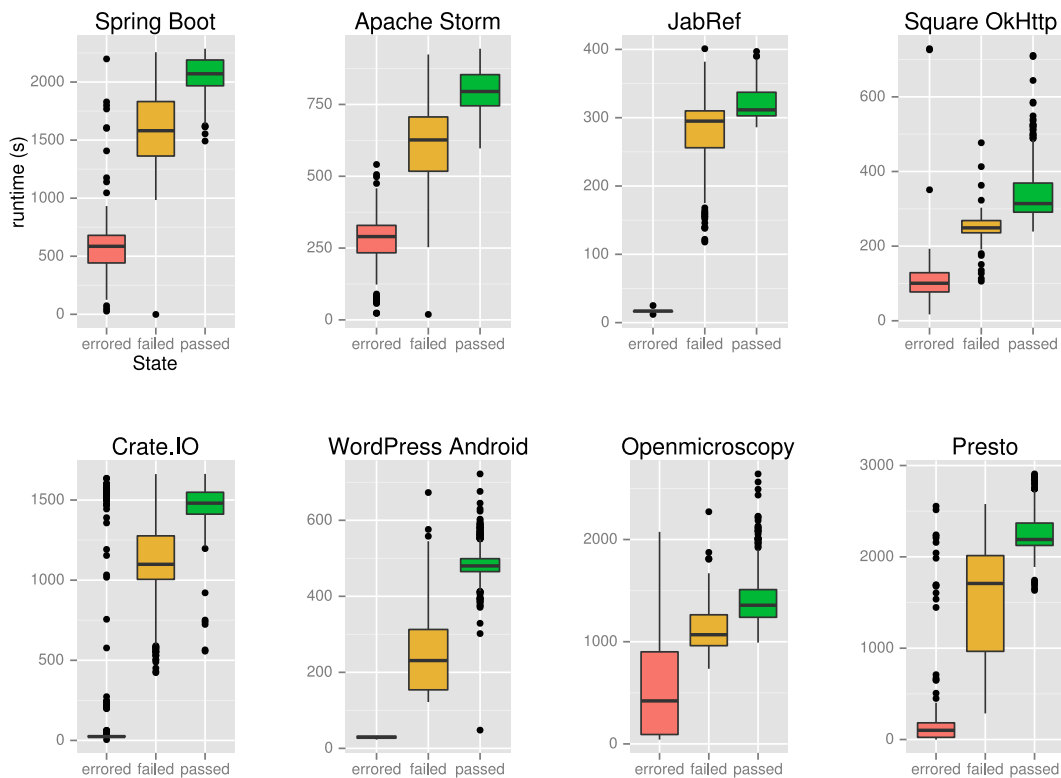 Spring Boot
runtime (s)
2000
1500
1000
500
0
errored failed passed
State
Apache Storm
750
500
250
0
errored failed passed
JabRef
400
300
200
100
0
errored failed passed
Square OkHttp
600
400
200
0
errored failed passed
Crate.IO
1500
1000
500
0
errored failed passed
WordPress Android
600
400
200
0
errored failed passed
Openmicroscopy
2000
1000
0
errored failed passed
Presto
3000
2000
1000
0
errored failed passed